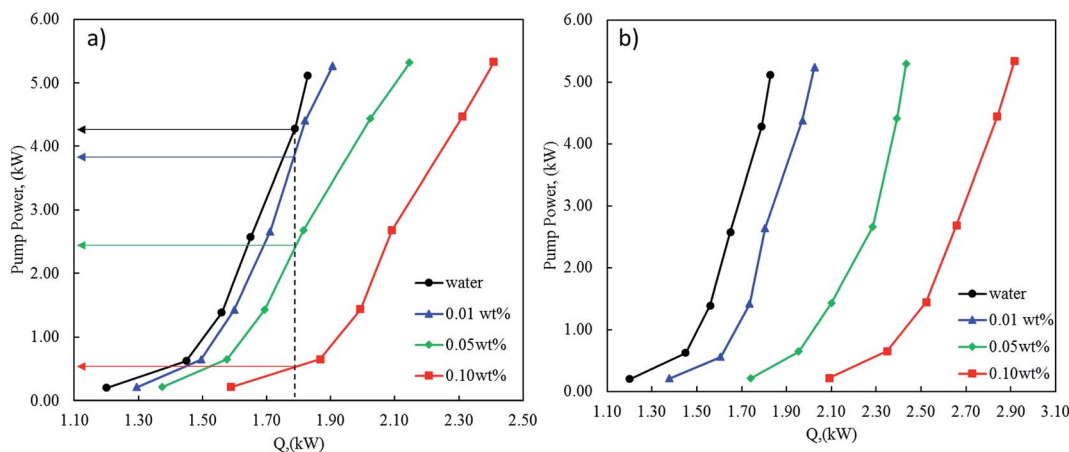 a)
Pump Power, (kW)
6.00
5.00
4.00
3.00
2.00
1.00
0.00
water
0.01 wt%
0.05wt%
0.10wt%
1.10 1.30 1.50 1.70 1.90 2.10 2.30 2.50
Q,(kW)
b)
Pump Power, (kW)
6.00
5.00
4.00
3.00
2.00
1.00
0.00
water
0.01 wt%
0.05wt%
0.10wt%
1.10 1.30 1.50 1.70 1.90 2.10 2.30 2.50 2.70 2.90 3.10
Q,(kW)